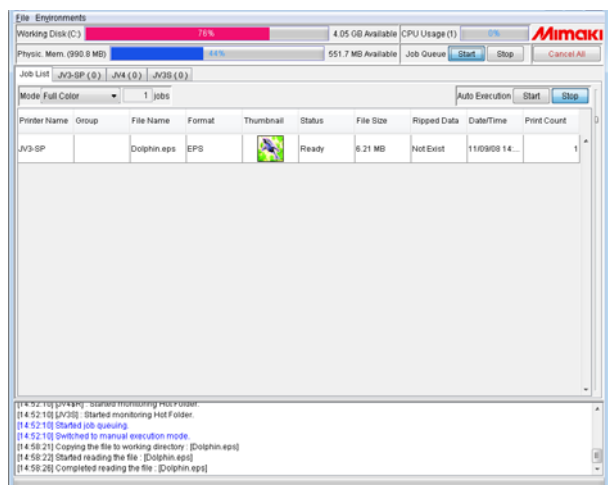 File Environments
Working Disk (C:) 76% 4.05 GB Available CPU Usage (1) 0% Mimaki
Physic. Mem. (990.8 MB) 44% 551.7 MB Available Job Queue Start Stop Cancel All
Job List JV3-SP ( 0 ) JV4 ( 0 ) JV3S ( 0 )
Mode Full Color 1 jobs Auto Execution Start Stop
Printer Name Group File Name Format Thumbnail Status File Size Ripped Data Date/Time Print Count
JV3-SP Dolphin.eps EPS Ready 6.21 MB Not Exist 11/09/08 14:... 1
Started monitoring Hot Folder.
[14:52:10] [JV3S] : Started monitoring Hot Folder.
[14:52:10] Started job queuing.
[14:52:10] Switched to manual execution mode.
[14:58:21] Copying the file to working directory : [Dolphin.eps]
[14:58:22] Started reading the file : [Dolphin.eps]
[14:58:26] Completed reading the file : [Dolphin.eps]